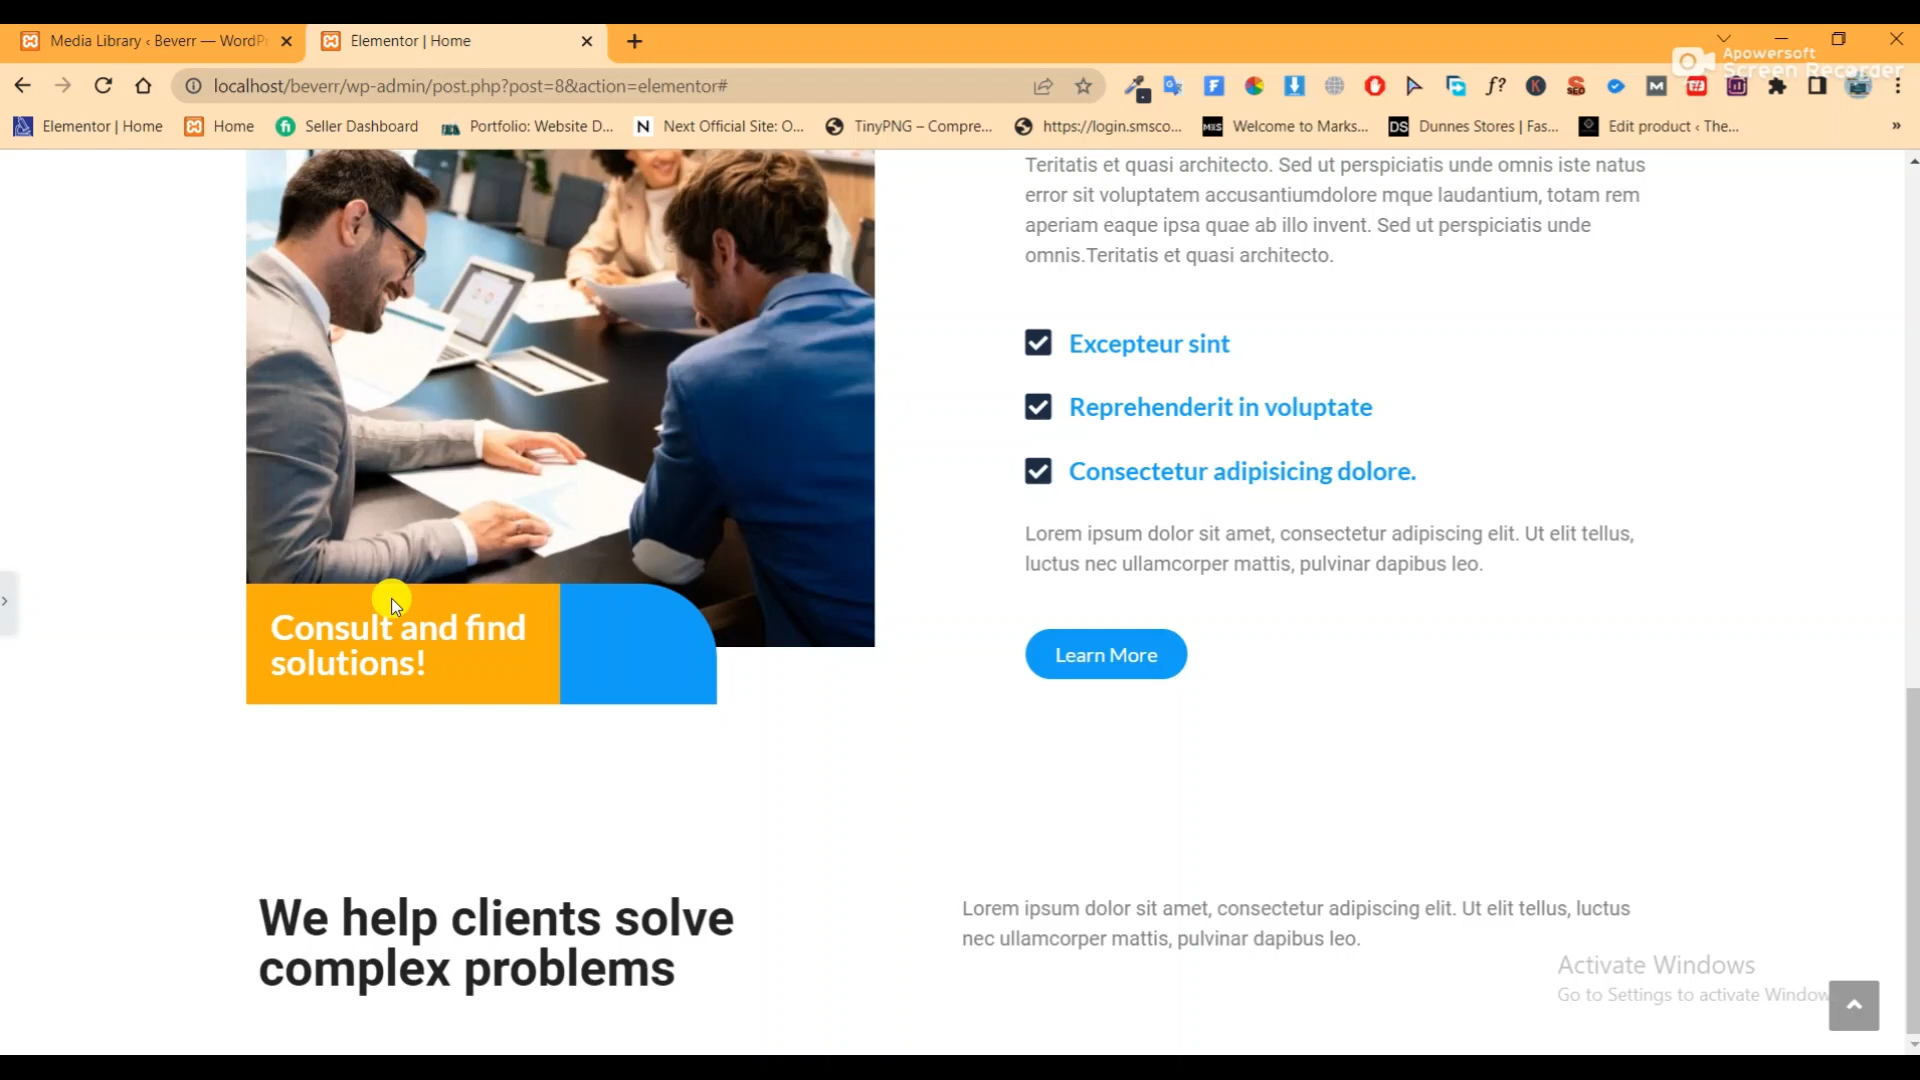 Media Library ‹ Beverr — WordPr
Elementor | Home
Apowersoft
Screen Recorder
localhost/beverr/wp-admin/post.php?post=8&action=elementor#
Elementor | Home
Home
Seller Dashboard
Portfolio: Website D...
Next Official Site: O...
TinyPNG – Compre...
https://login.smsco...
Welcome to Marks...
Dunnes Stores | Fas...
Edit product ‹ The...
Teritatis et quasi architecto. Sed ut perspiciatis unde omnis iste natus
error sit voluptatem accusantiumdolore mque laudantium, totam rem
aperiam eaque ipsa quae ab illo invent. Sed ut perspiciatis unde
omnis.Teritatis et quasi architecto.
Excepteur sint
Reprehenderit in voluptate
Consectetur adipisicing dolore.
Lorem ipsum dolor sit amet, consectetur adipiscing elit. Ut elit tellus,
luctus nec ullamcorper mattis, pulvinar dapibus leo.
Consult and find
solutions!
Learn More
We help clients solve
complex problems
Lorem ipsum dolor sit amet, consectetur adipiscing elit. Ut elit tellus, luctus
nec ullamcorper mattis, pulvinar dapibus leo.
Activate Windows
Go to Settings to activate Window